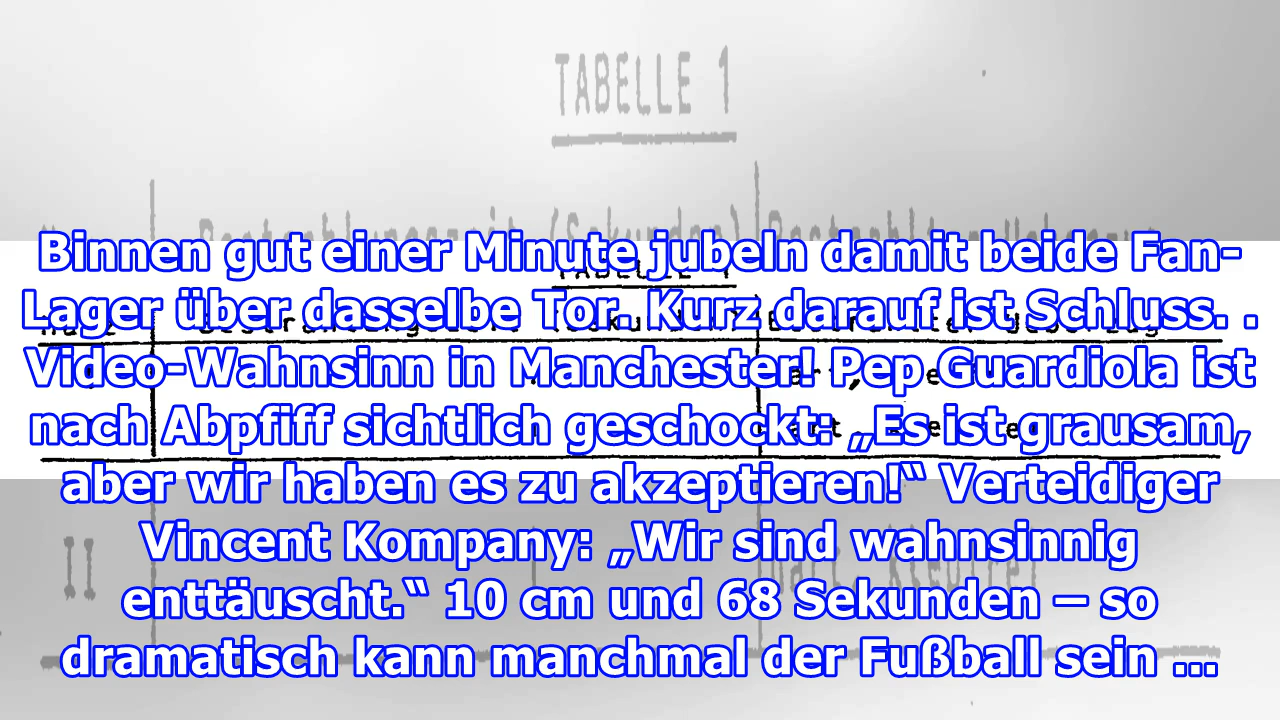 TABELLE 1
Binnen gut einer Minute jubeln damit beide Fan-
Lager über dasselbe Tor. Kurz darauf ist Schluss. .
Video-Wahnsinn in Manchester! Pep Guardiola ist
nach Abpfiff sichtlich geschockt: „Es ist grausam,
aber wir haben es zu akzeptieren!“ Verteidiger
Vincent Kompany: „Wir sind wahnsinnig
enttäuscht.“ 10 cm und 68 Sekunden – so
dramatisch kann manchmal der Fußball sein ...
II